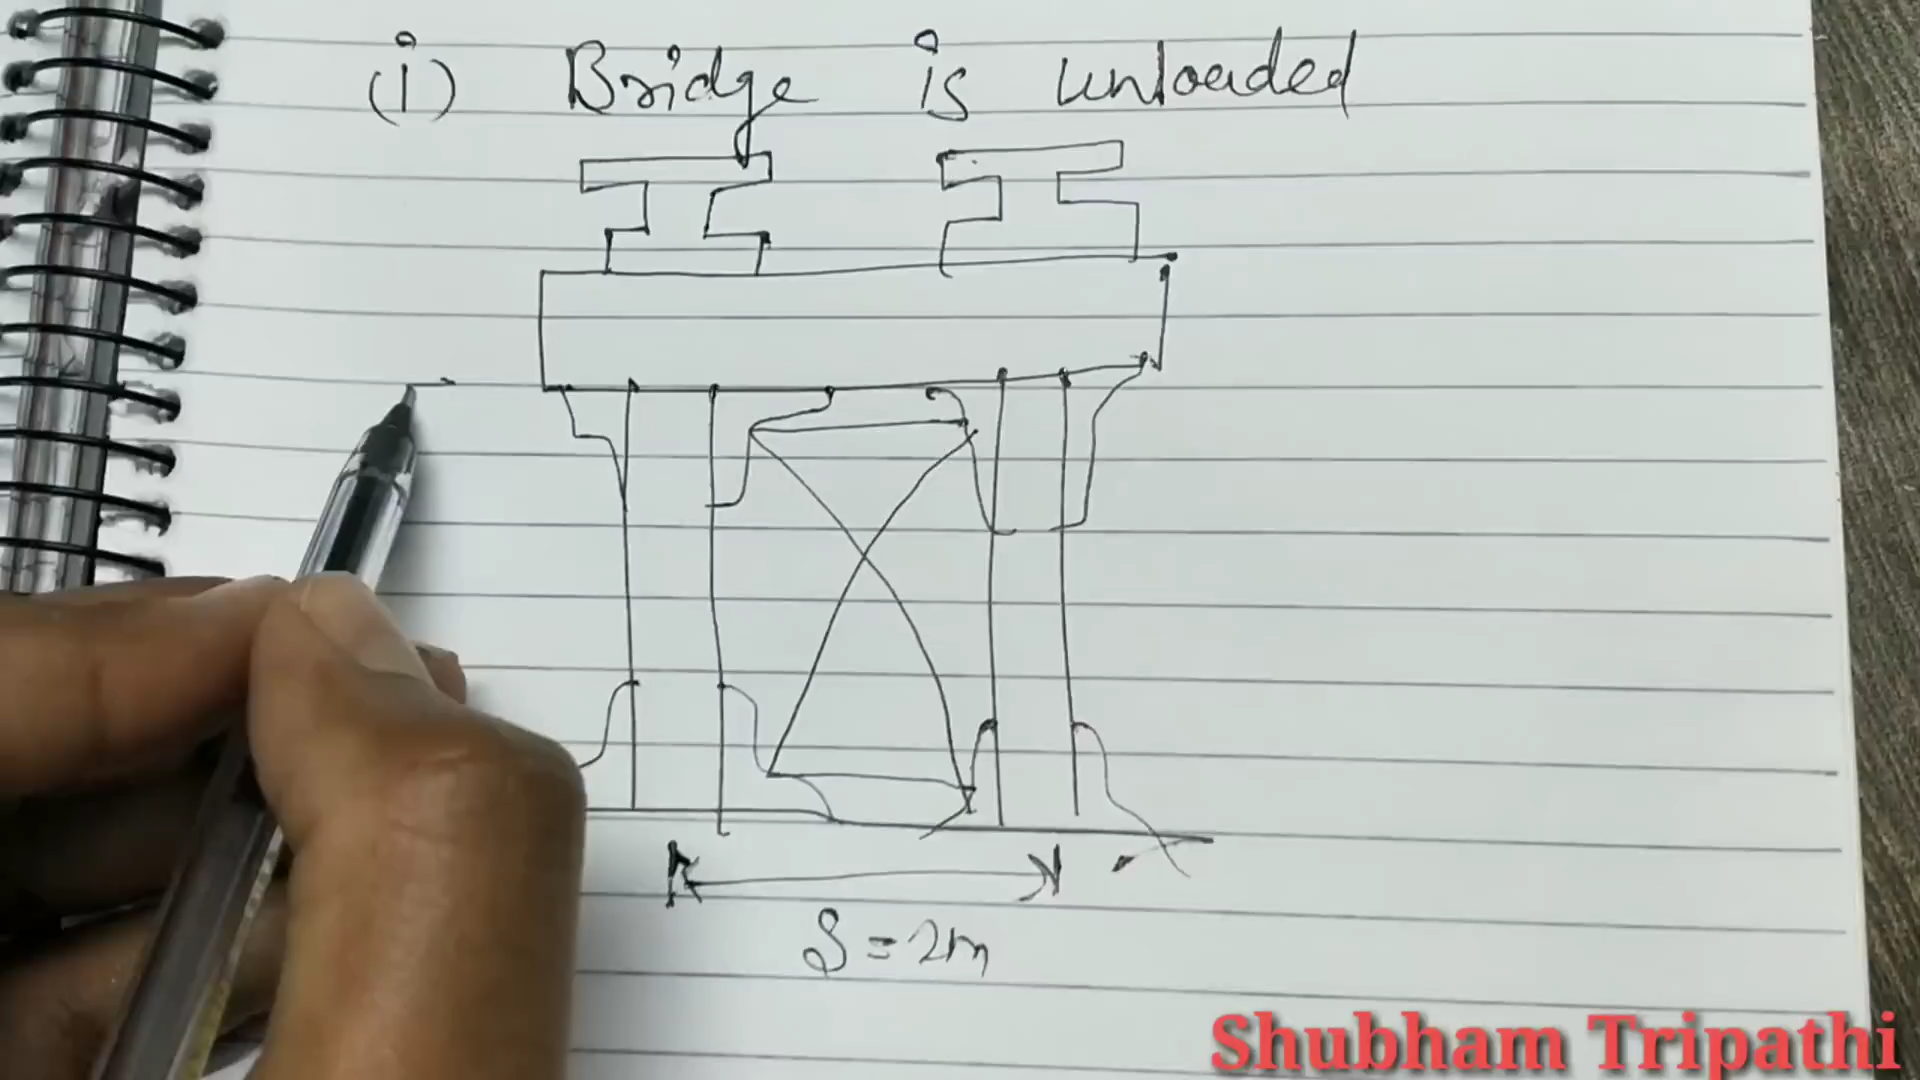 (i) Bridge is unloaded
S = 2m
Shubham Tripathi